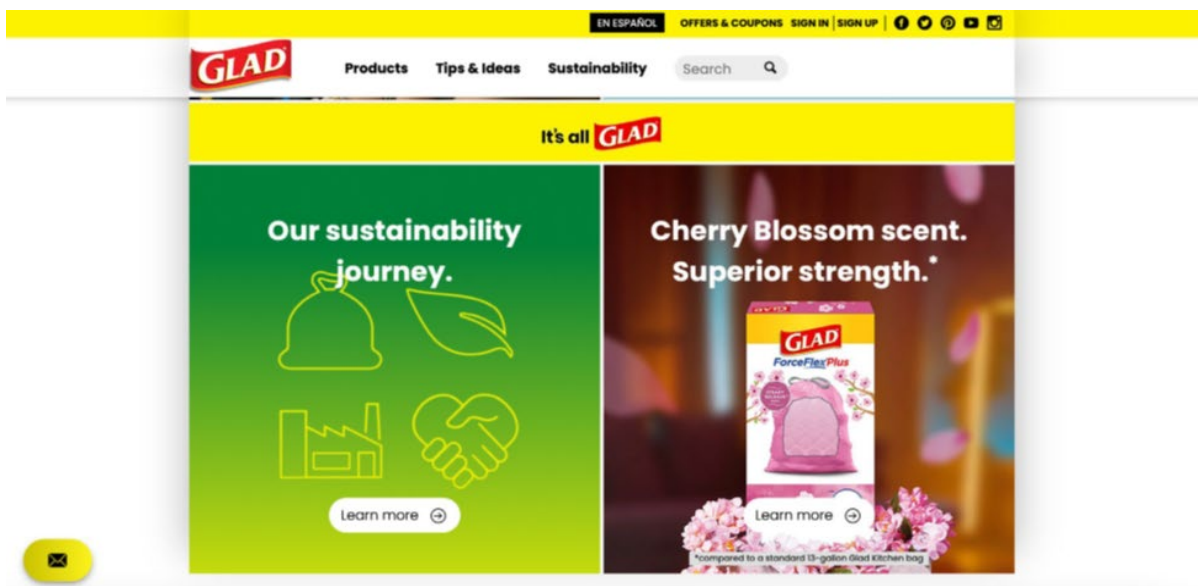 EN ESPAÑOL OFFERS & COUPONS SIGN IN | SIGN UP |
GLAD Products Tips & Ideas Sustainability Search
It's all GLAD
Our sustainability
journey.
Learn more
Cherry Blossom scent.
Superior strength.*
GLAD
GLAD
ForceFlexPlus
Learn more
*compared to a standard 13-gallon Glad Kitchen bag